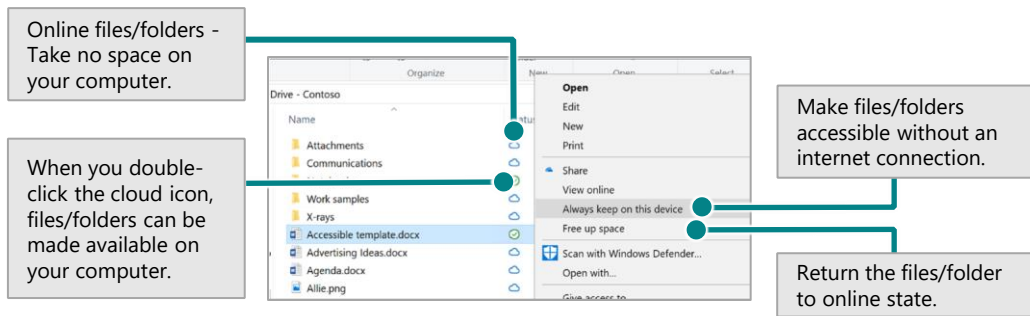 Online files/folders -
Take no space on
your computer.
When you double-
click the cloud icon,
files/folders can be
made available on
your computer.
Organize
New
Open
Select
Drive - Contoso
Name
Attachments
Communications
Work samples
X-rays
Accessible template.docx
Advertising Ideas.docx
Agenda.docx
Allie.png
Open
Edit
New
Print
Share
View online
Always keep on this device
Free up space
Scan with Windows Defender...
Open with...
Give access to
Make files/folders
accessible without an
internet connection.
Return the files/folder
to online state.